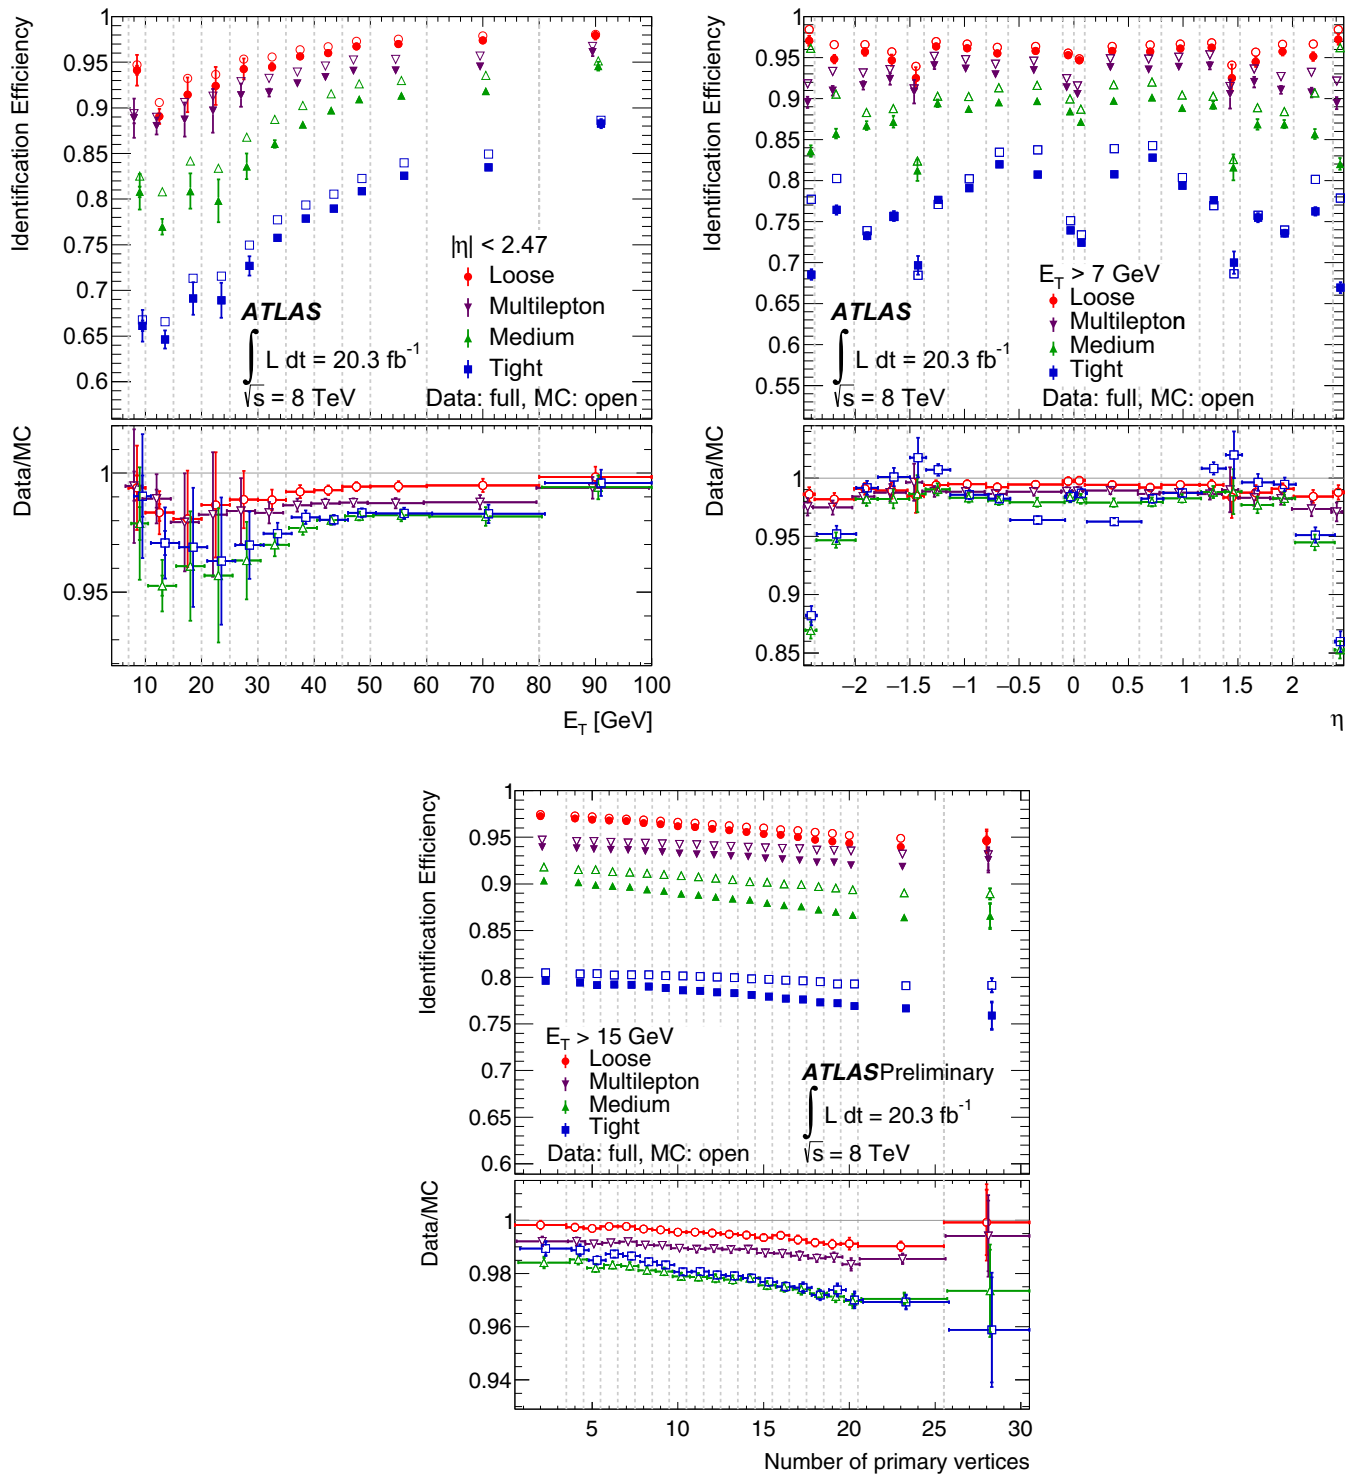 Identification Efficiency
1
0.95
0.9
0.85
0.8
0.75
0.7
0.65
0.6
|η| < 2.47
Loose
Multilepton
Medium
Tight
ATLAS
∫ L dt = 20.3 fb⁻¹
√s = 8 TeV
Data: full, MC: open
Data/MC
1
0.95
10 20 30 40 50 60 70 80 90 100
E_T [GeV]
Identification Efficiency
1
0.95
0.9
0.85
0.8
0.75
0.7
0.65
0.6
0.55
E_T > 7 GeV
Loose
Multilepton
Medium
Tight
ATLAS
∫ L dt = 20.3 fb⁻¹
√s = 8 TeV
Data: full, MC: open
Data/MC
1
0.95
0.9
0.85
−2 −1.5 −1 −0.5 0 0.5 1 1.5 2
η
Identification Efficiency
1
0.95
0.9
0.85
0.8
0.75
0.7
0.65
0.6
E_T > 15 GeV
Loose
Multilepton
Medium
Tight
ATLAS Preliminary
∫ L dt = 20.3 fb⁻¹
√s = 8 TeV
Data: full, MC: open
Data/MC
1
0.98
0.96
0.94
5 10 15 20 25 30
Number of primary vertices